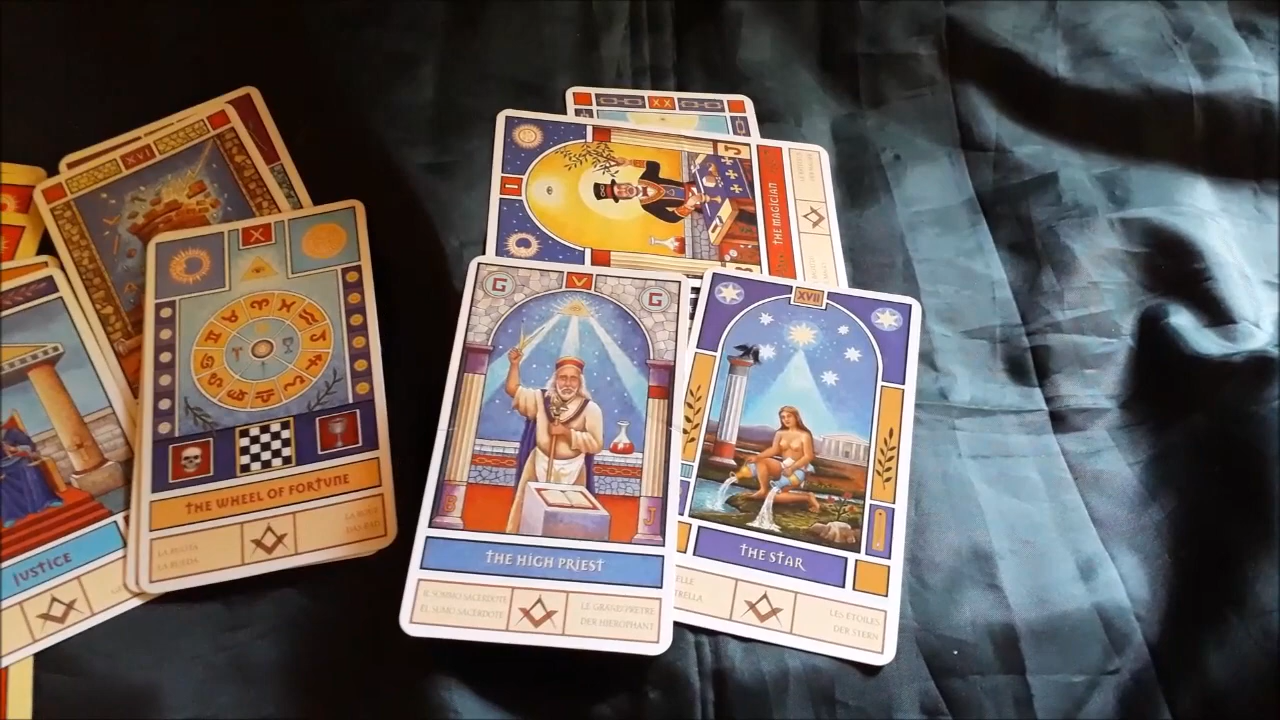 XX
I
THE MAGICIAN
J
B
XVI
X
THE WHEEL OF FORTUNE
LA RUOTA
LA RUEDA
LA ROUE
DAS RAD
JUSTICE
G V G
B J
THE HIGH PRIEST
IL SOMMO SACERDOTE
EL SUMO SACERDOTE
LE GRAND PRETRE
DER HIEROPHANT
XVII
THE STAR
LES ETOILES
DER STERN